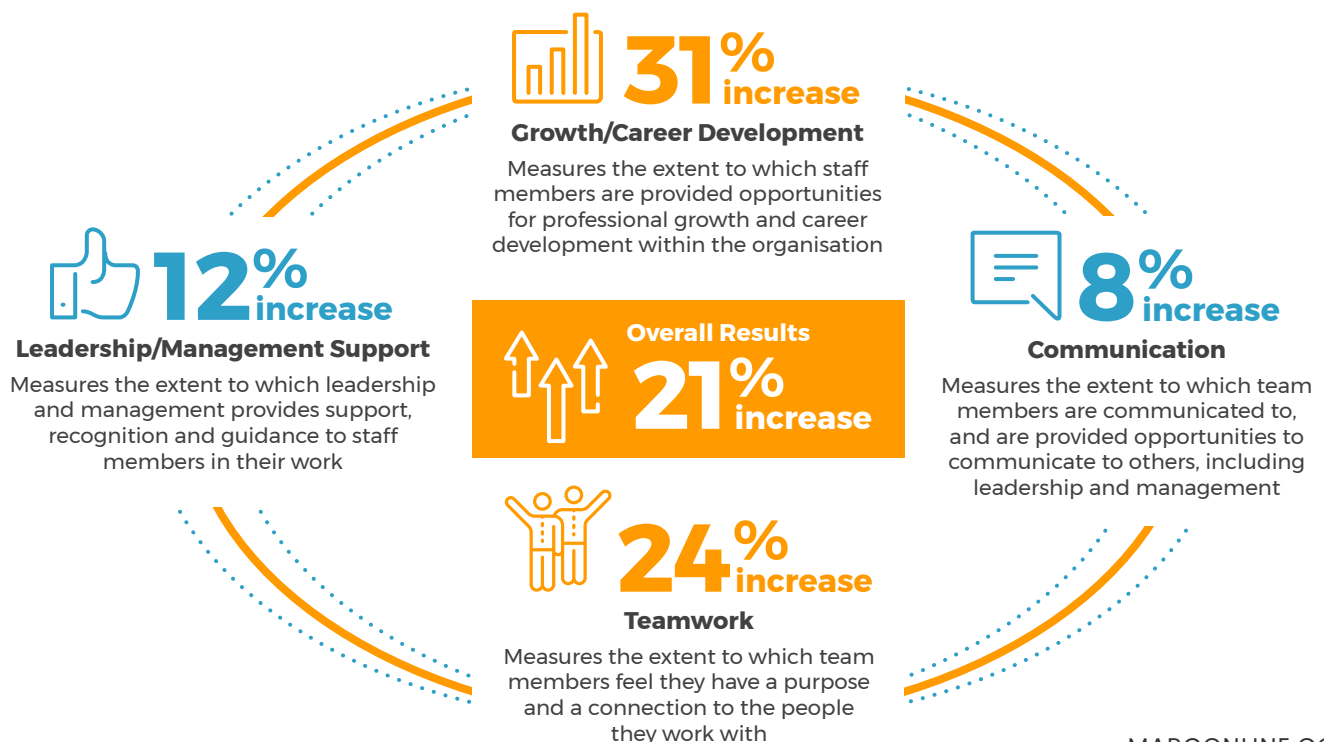 31%
increase
Growth/Career Development
Measures the extent to which staff
members are provided opportunities
for professional growth and career
development within the organisation
12%
increase
Leadership/Management Support
Measures the extent to which leadership
and management provides support,
recognition and guidance to staff
members in their work
Overall Results
21%
increase
8%
increase
Communication
Measures the extent to which team
members are communicated to,
and are provided opportunities to
communicate to others, including
leadership and management
24%
increase
Teamwork
Measures the extent to which team
members feel they have a purpose
and a connection to the people
they work with